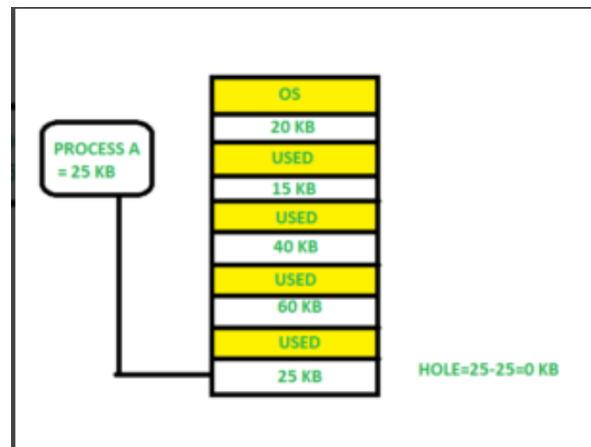 OS
20 KB
PROCESS A
= 25 KB
USED
15 KB
USED
40 KB
USED
60 KB
USED
25 KB
HOLE=25-25=0 KB